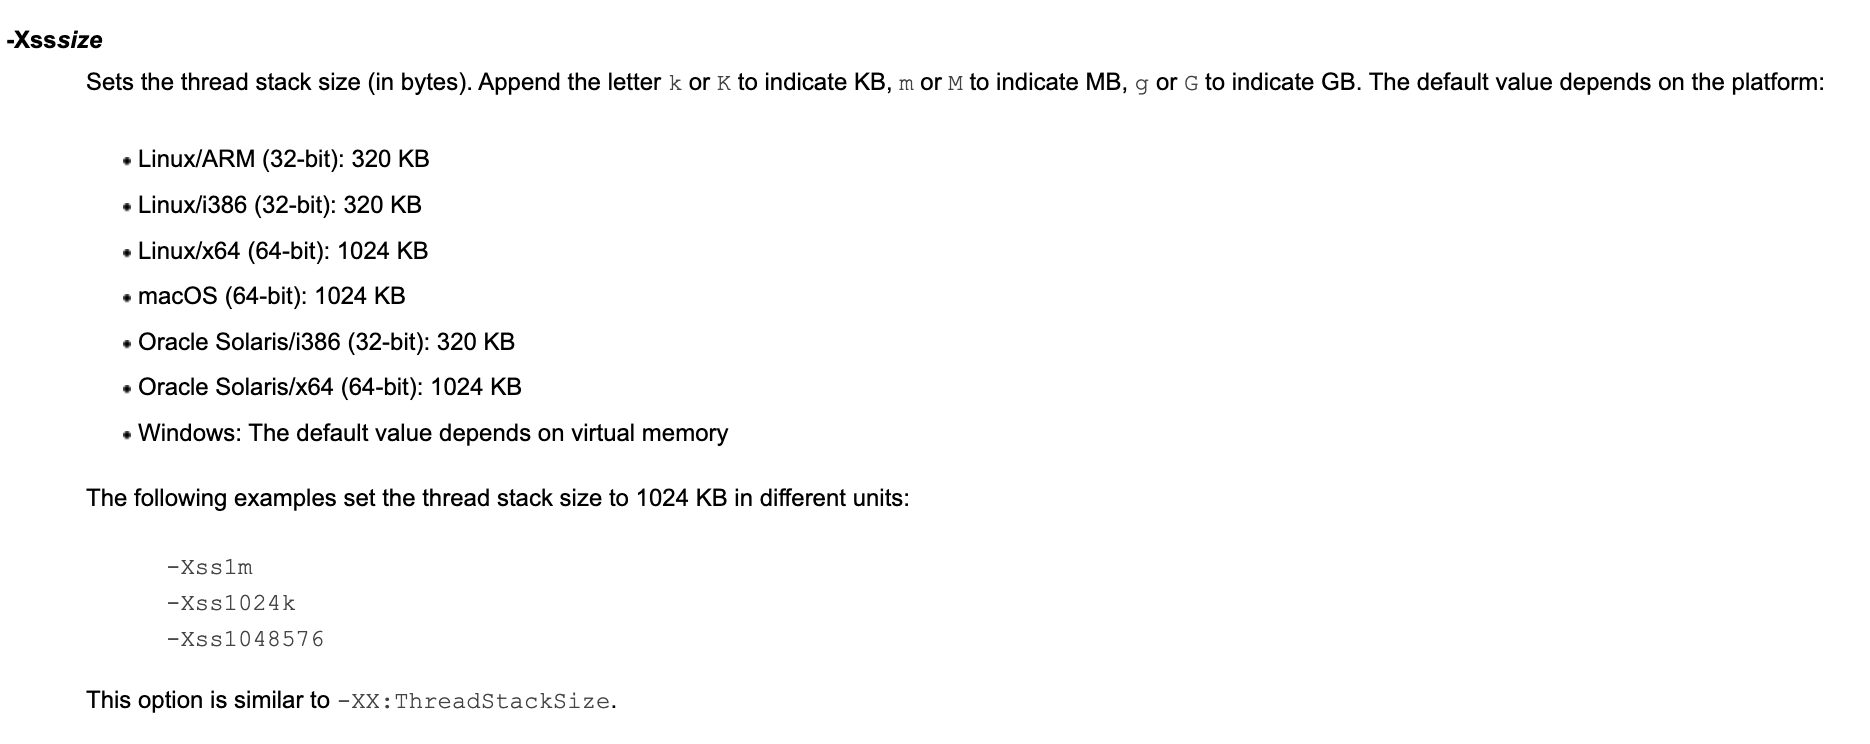 -Xsssize
Sets the thread stack size (in bytes). Append the letter k or K to indicate KB, m or M to indicate MB, g or G to indicate GB. The default value depends on the platform:
• Linux/ARM (32-bit): 320 KB
• Linux/i386 (32-bit): 320 KB
• Linux/x64 (64-bit): 1024 KB
• macOS (64-bit): 1024 KB
• Oracle Solaris/i386 (32-bit): 320 KB
• Oracle Solaris/x64 (64-bit): 1024 KB
• Windows: The default value depends on virtual memory
The following examples set the thread stack size to 1024 KB in different units:
-Xss1m
-Xss1024k
-Xss1048576
This option is similar to -XX:ThreadStackSize.